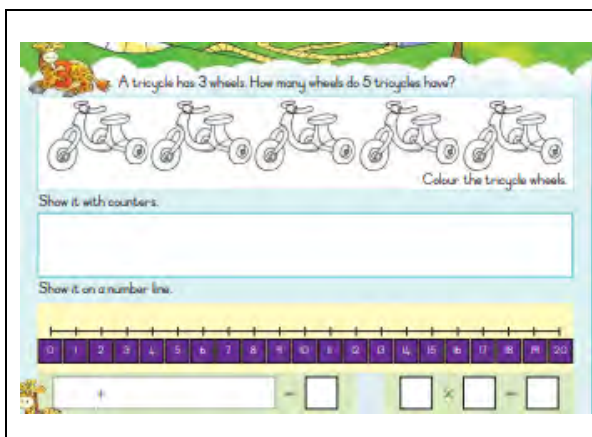 A tricycle has 3 wheels. How many wheels do 5 tricycles have?
Colour the tricycle wheels.
Show it with counters.
Show it on a number line.
0 1 2 3 4 5 6 7 8 9 10 11 12 13 14 15 16 17 18 19 20
+ = × =